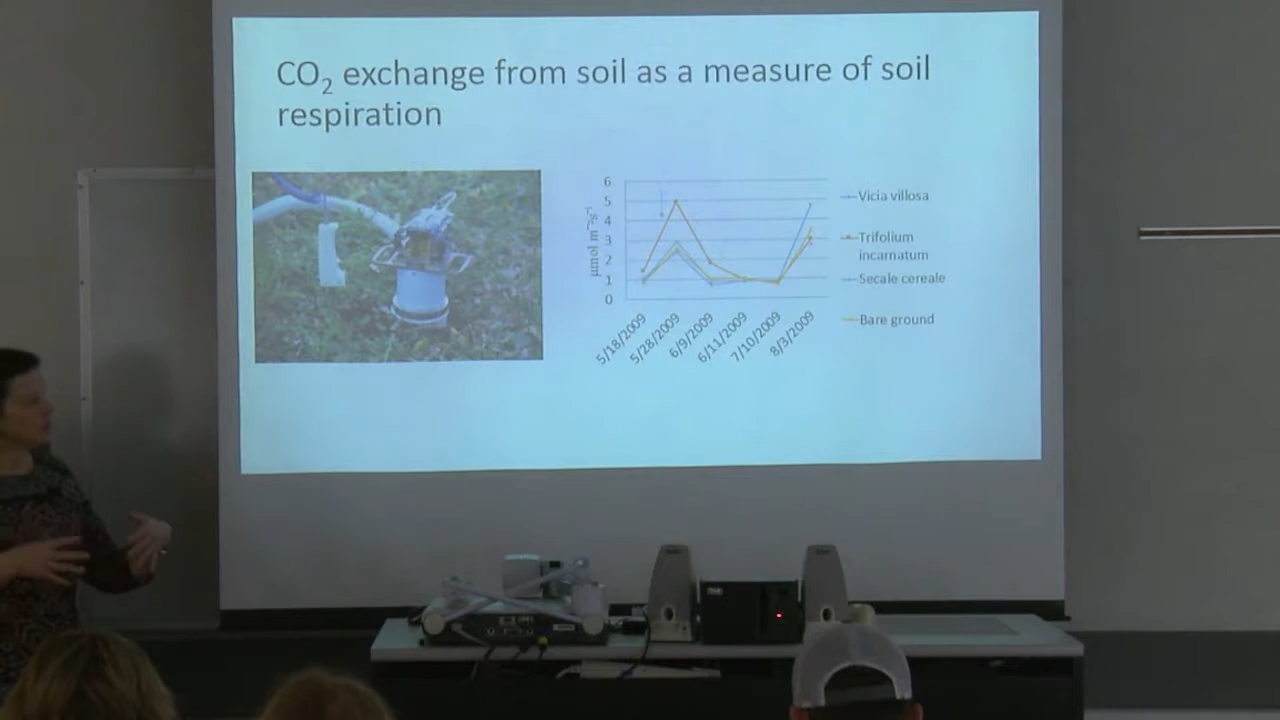 CO₂ exchange from soil as a measure of soil
respiration
6
5
4
3
2
1
0
µmol m⁻²s⁻¹
5/18/2009
5/28/2009
6/9/2009
6/11/2009
7/10/2009
8/3/2009
Vicia villosa
Trifolium
incarnatum
Secale cereale
Bare ground